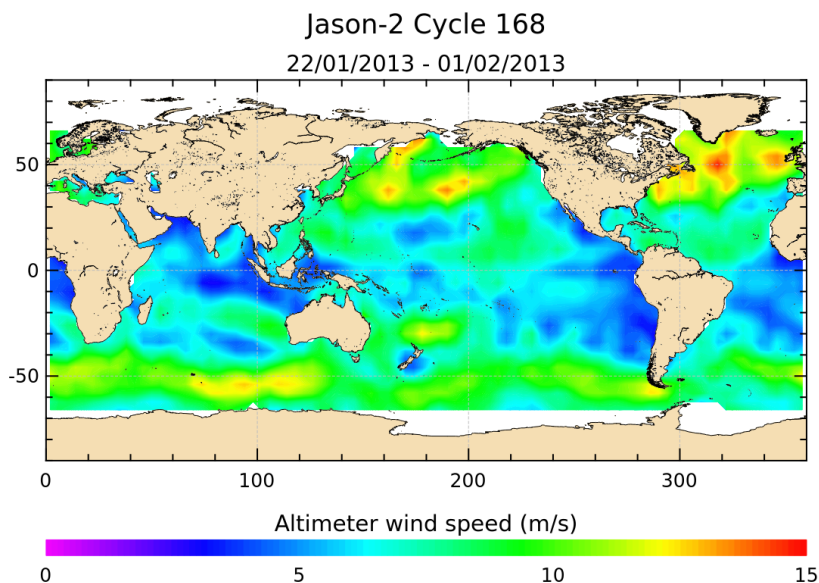 Jason-2 Cycle 168
22/01/2013 - 01/02/2013
50
0
-50
0 100 200 300
Altimeter wind speed (m/s)
0 5 10 15